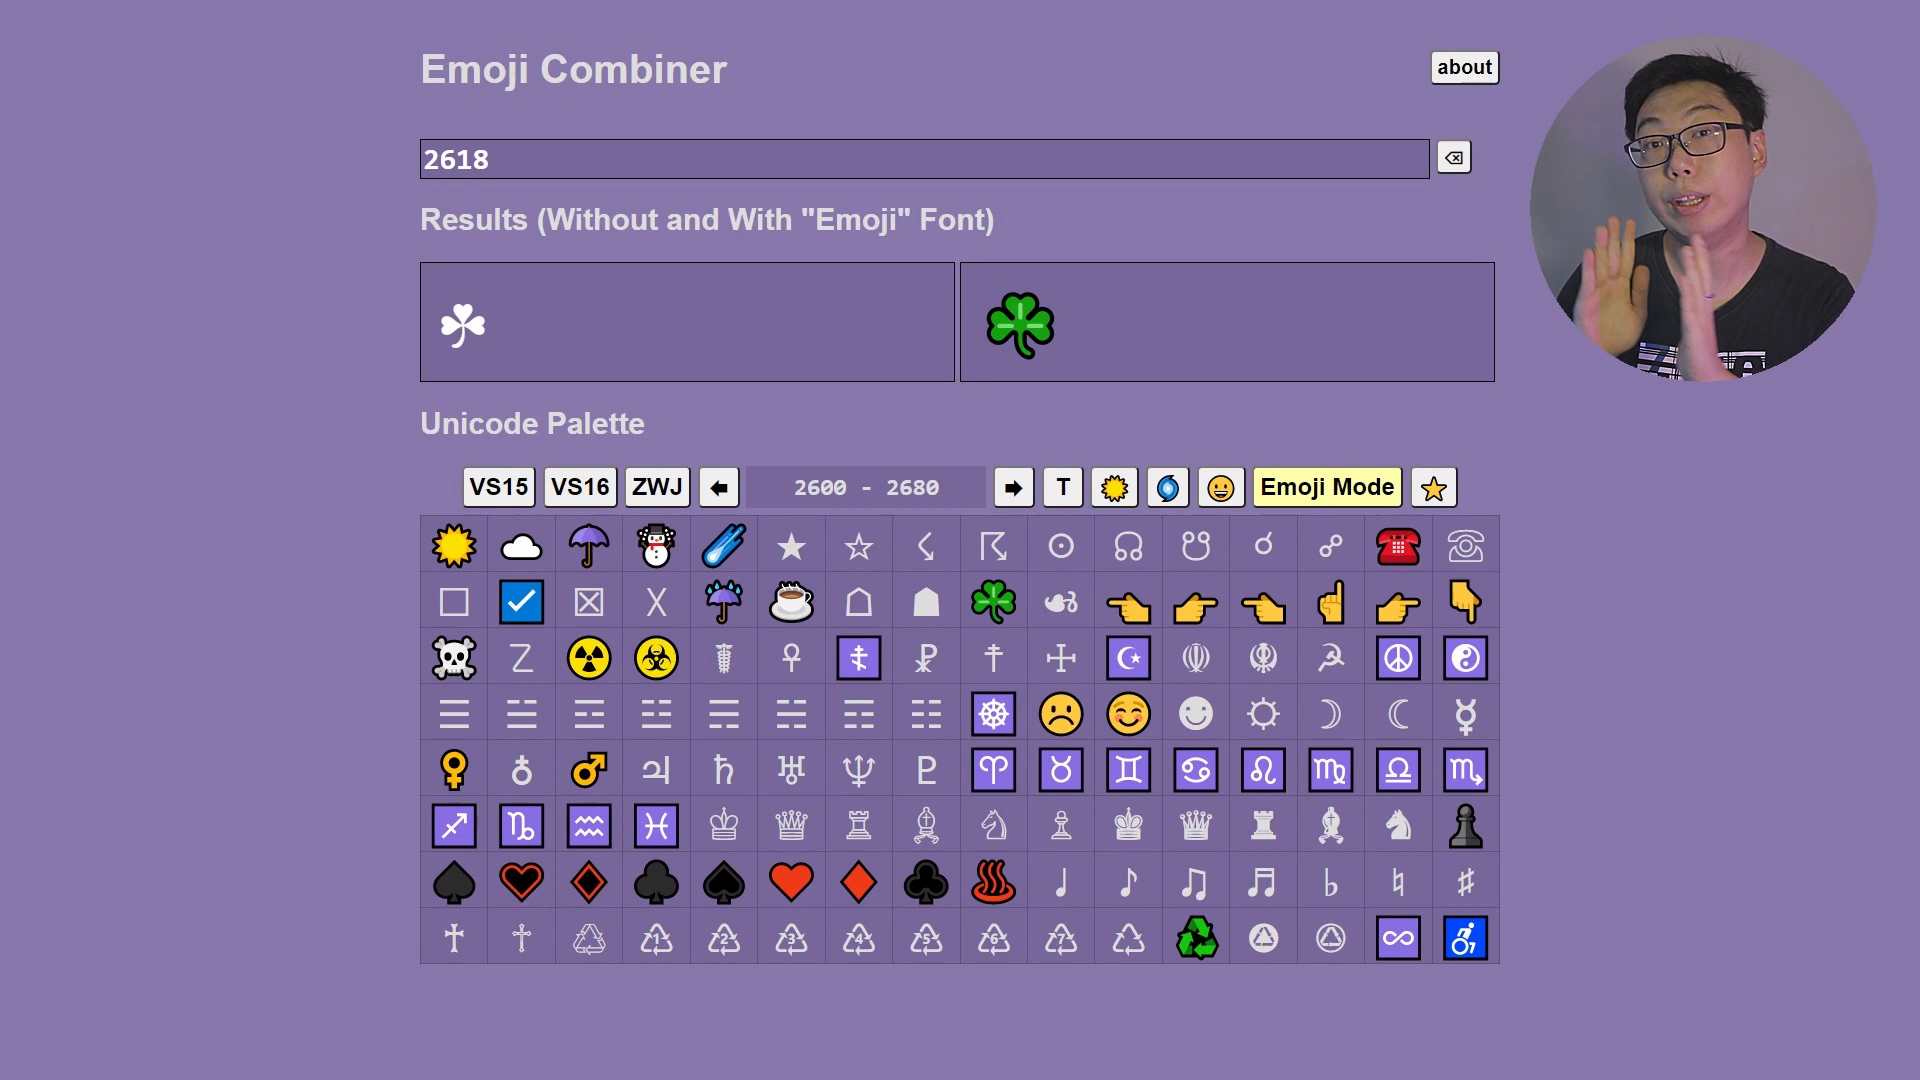 Emoji Combiner
about
2618
Results (Without and With "Emoji" Font)
Unicode Palette
VS15 VS16 ZWJ 2600 - 2680 T Emoji Mode